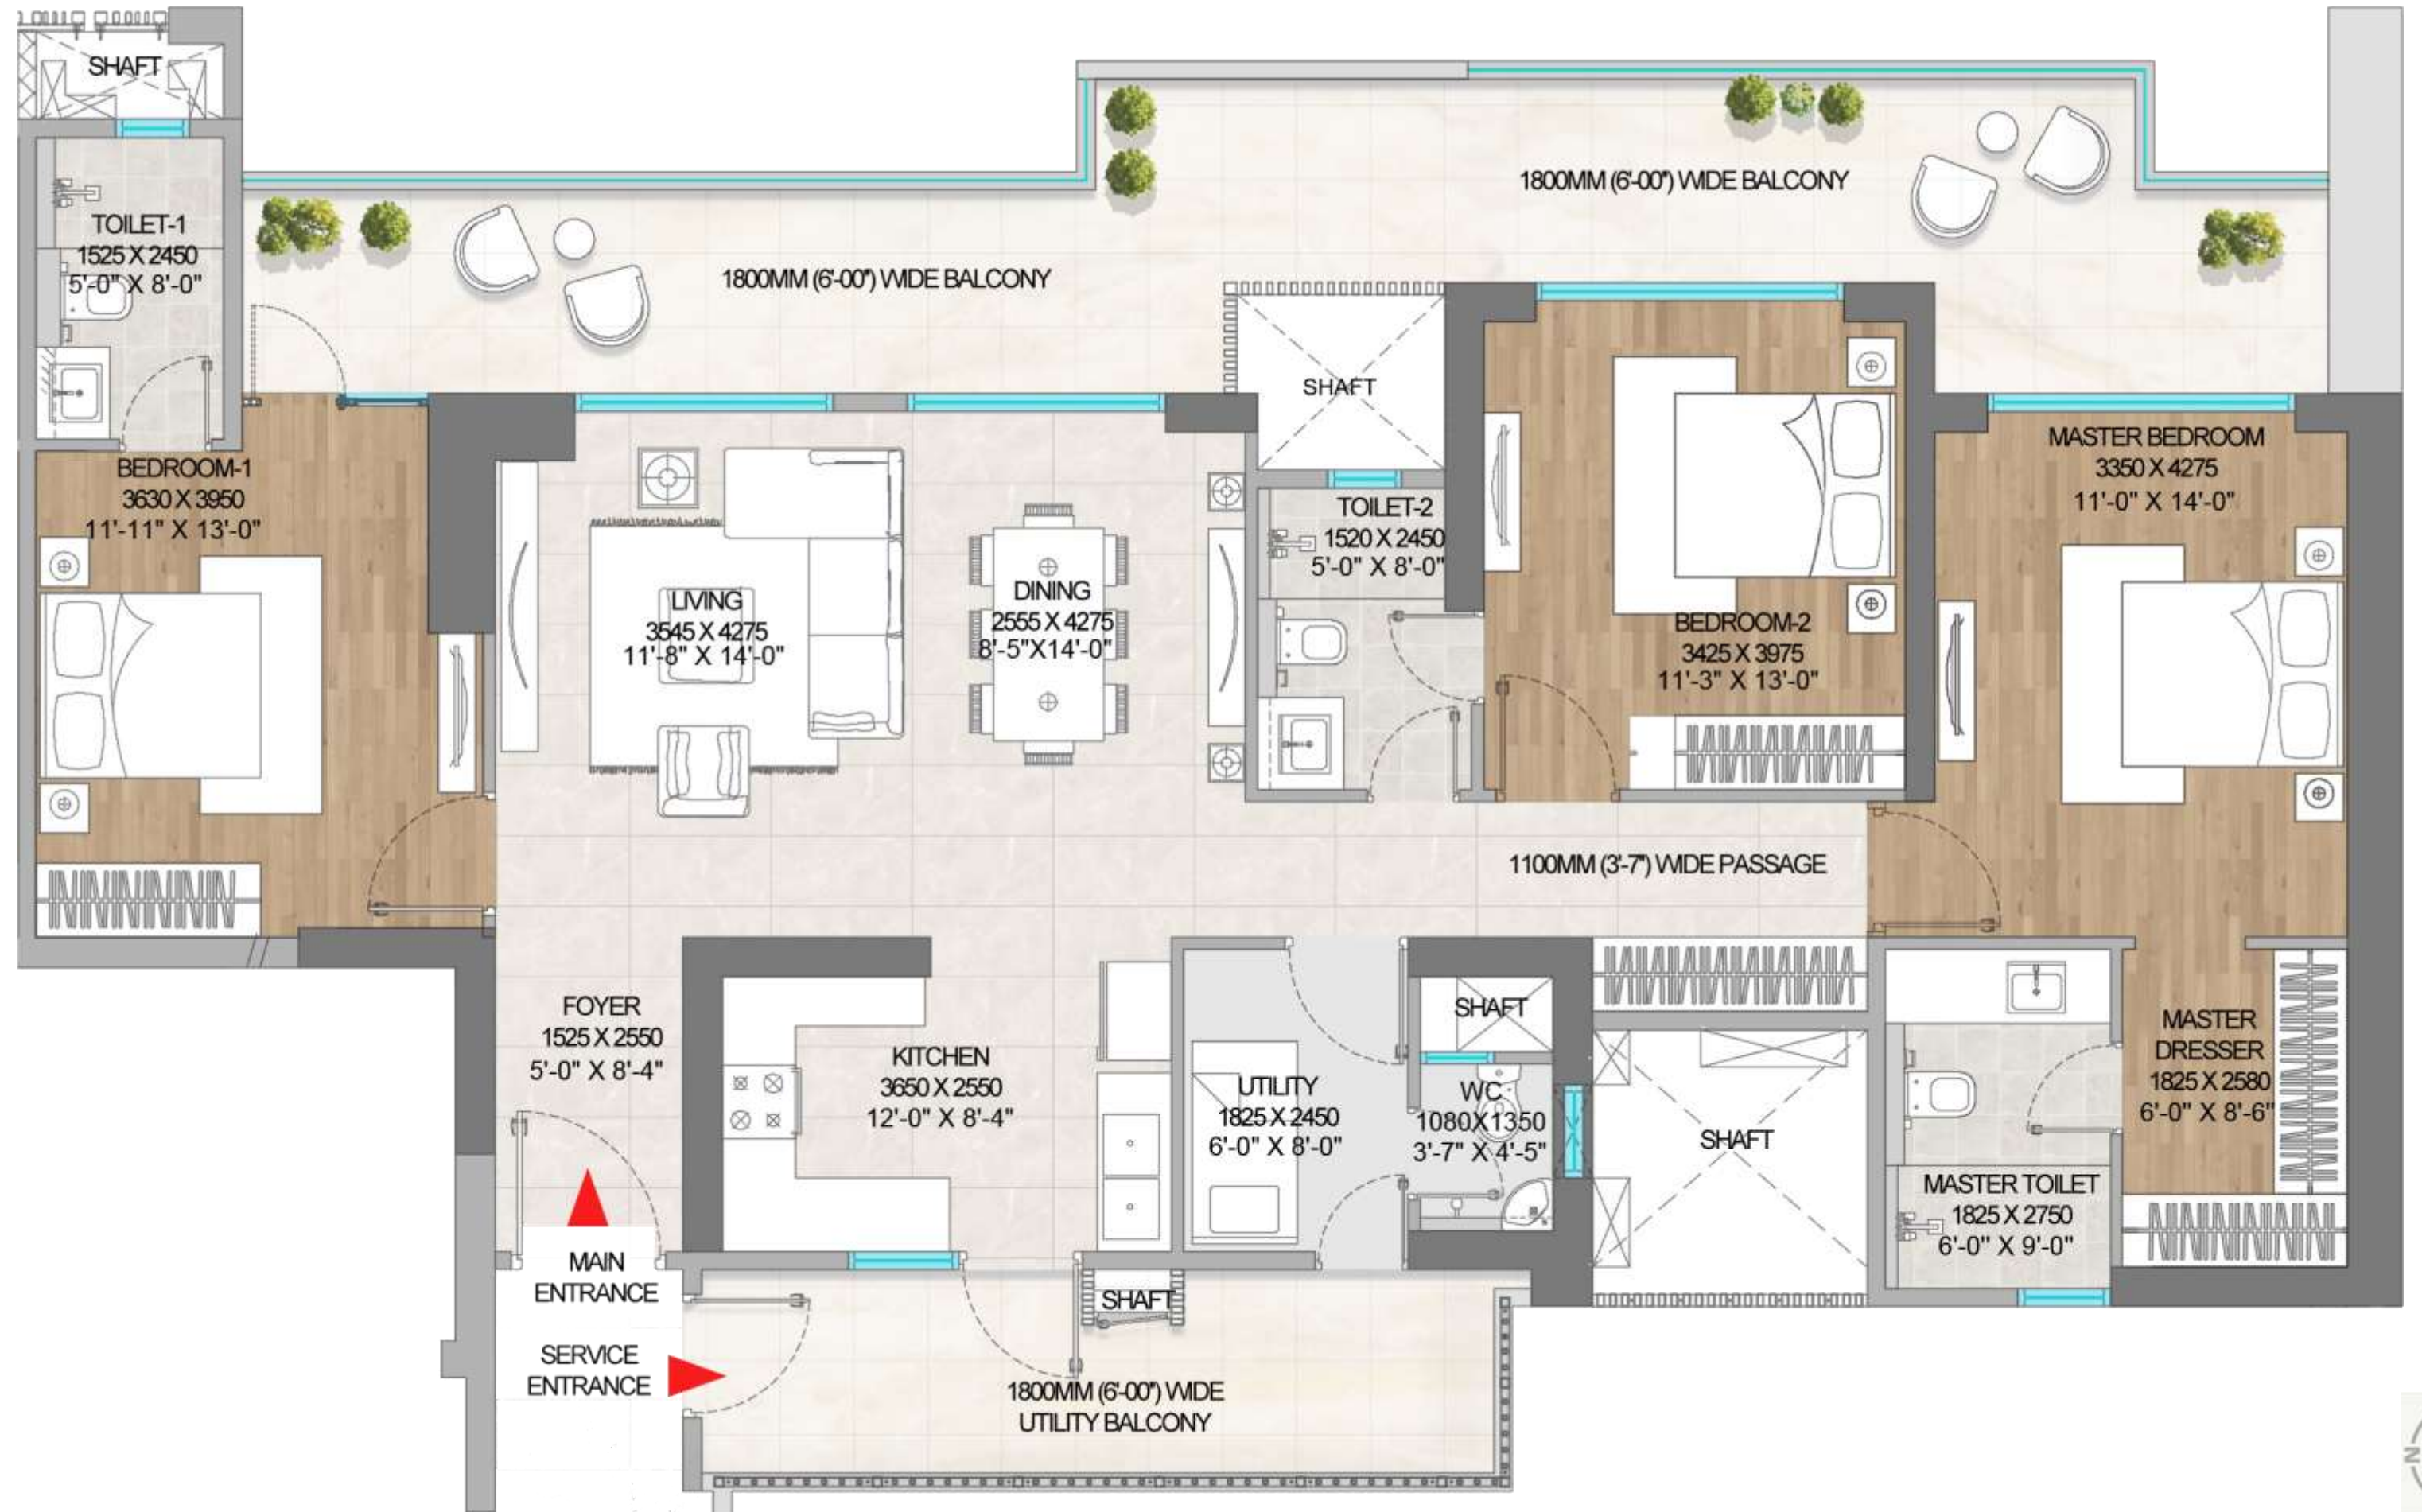 SHAFT
TOILET-1
1525 X 2450
5'-0" X 8'-0"
1800MM (6'-00") WIDE BALCONY
1800MM (6'-00") WIDE BALCONY
SHAFT
BEDROOM-1
3630 X 3950
11'-11" X 13'-0"
LIVING
3545 X 4275
11'-8" X 14'-0"
DINING
2555 X 4275
8'-5"X14'-0"
TOILET-2
1520 X 2450
5'-0" X 8'-0"
BEDROOM-2
3425 X 3975
11'-3" X 13'-0"
MASTER BEDROOM
3350 X 4275
11'-0" X 14'-0"
1100MM (3'-7") WIDE PASSAGE
FOYER
1525 X 2550
5'-0" X 8'-4"
KITCHEN
3650 X 2550
12'-0" X 8'-4"
UTILITY
1825 X 2450
6'-0" X 8'-0"
SHAFT
WC
1080X1350
3'-7" X 4'-5"
SHAFT
MASTER
DRESSER
1825 X 2580
6'-0" X 8'-6"
MASTER TOILET
1825 X 2750
6'-0" X 9'-0"
MAIN
ENTRANCE
SERVICE
ENTRANCE
SHAFT
1800MM (6'-00") WIDE
UTILITY BALCONY
N